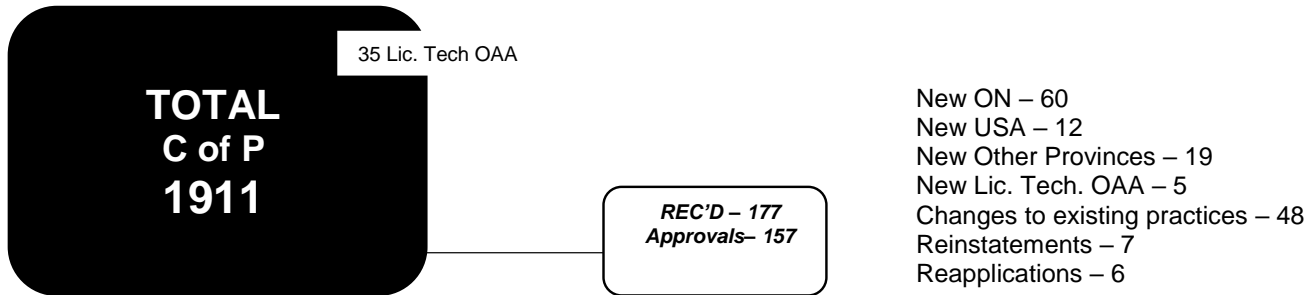 35 Lic. Tech OAA
TOTAL
C of P
1911
REC’D – 177
Approvals– 157
New ON – 60
New USA – 12
New Other Provinces – 19
New Lic. Tech. OAA – 5
Changes to existing practices – 48
Reinstatements – 7
Reapplications – 6